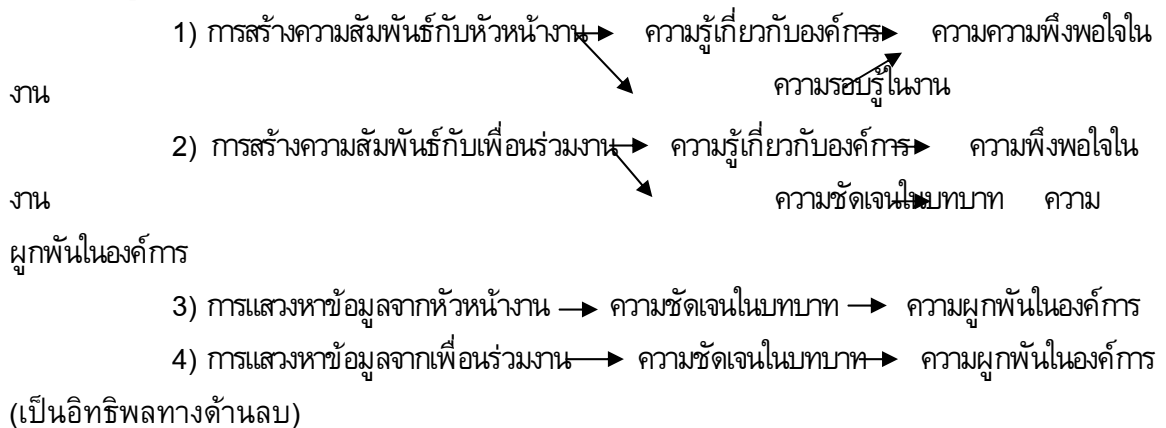 1) การสร้างความสัมพันธ์กับหัวหน้างาน → ความรู้เกี่ยวกับองค์การ → ความความพึงพอใจใน
งาน ความรอบรู้ในงาน
2) การสร้างความสัมพันธ์กับเพื่อนร่วมงาน → ความรู้เกี่ยวกับองค์การ → ความพึงพอใจใน
งาน ความชัดเจนในบทบาท → ความ
ผูกพันในองค์การ
3) การแสวงหาข้อมูลจากหัวหน้างาน → ความชัดเจนในบทบาท → ความผูกพันในองค์การ
4) การแสวงหาข้อมูลจากเพื่อนร่วมงาน → ความชัดเจนในบทบาท → ความผูกพันในองค์การ
(เป็นอิทธิพลทางด้านลบ)